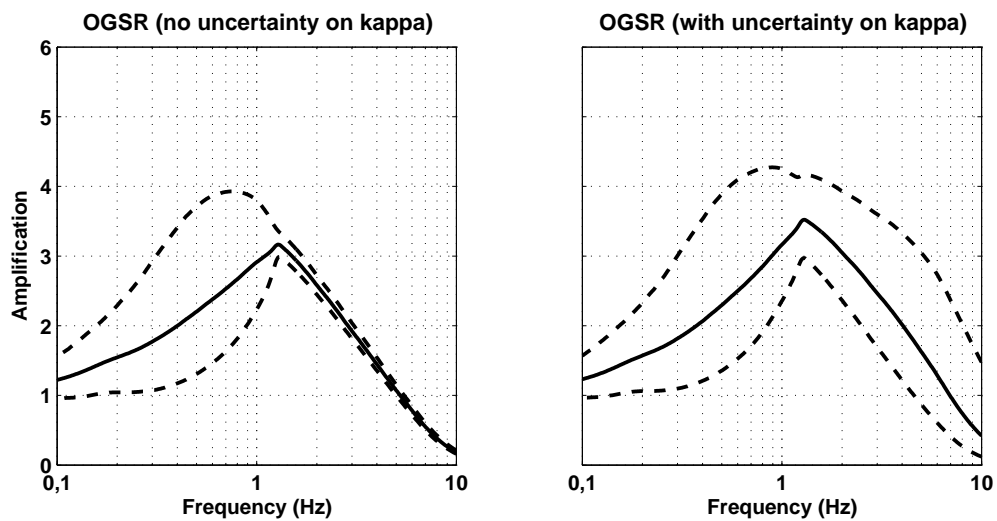 OGSR (no uncertainty on kappa)
6
5
4
3
2
1
0
Amplification
0,1
1
10
Frequency (Hz)
OGSR (with uncertainty on kappa)
0,1
1
10
Frequency (Hz)